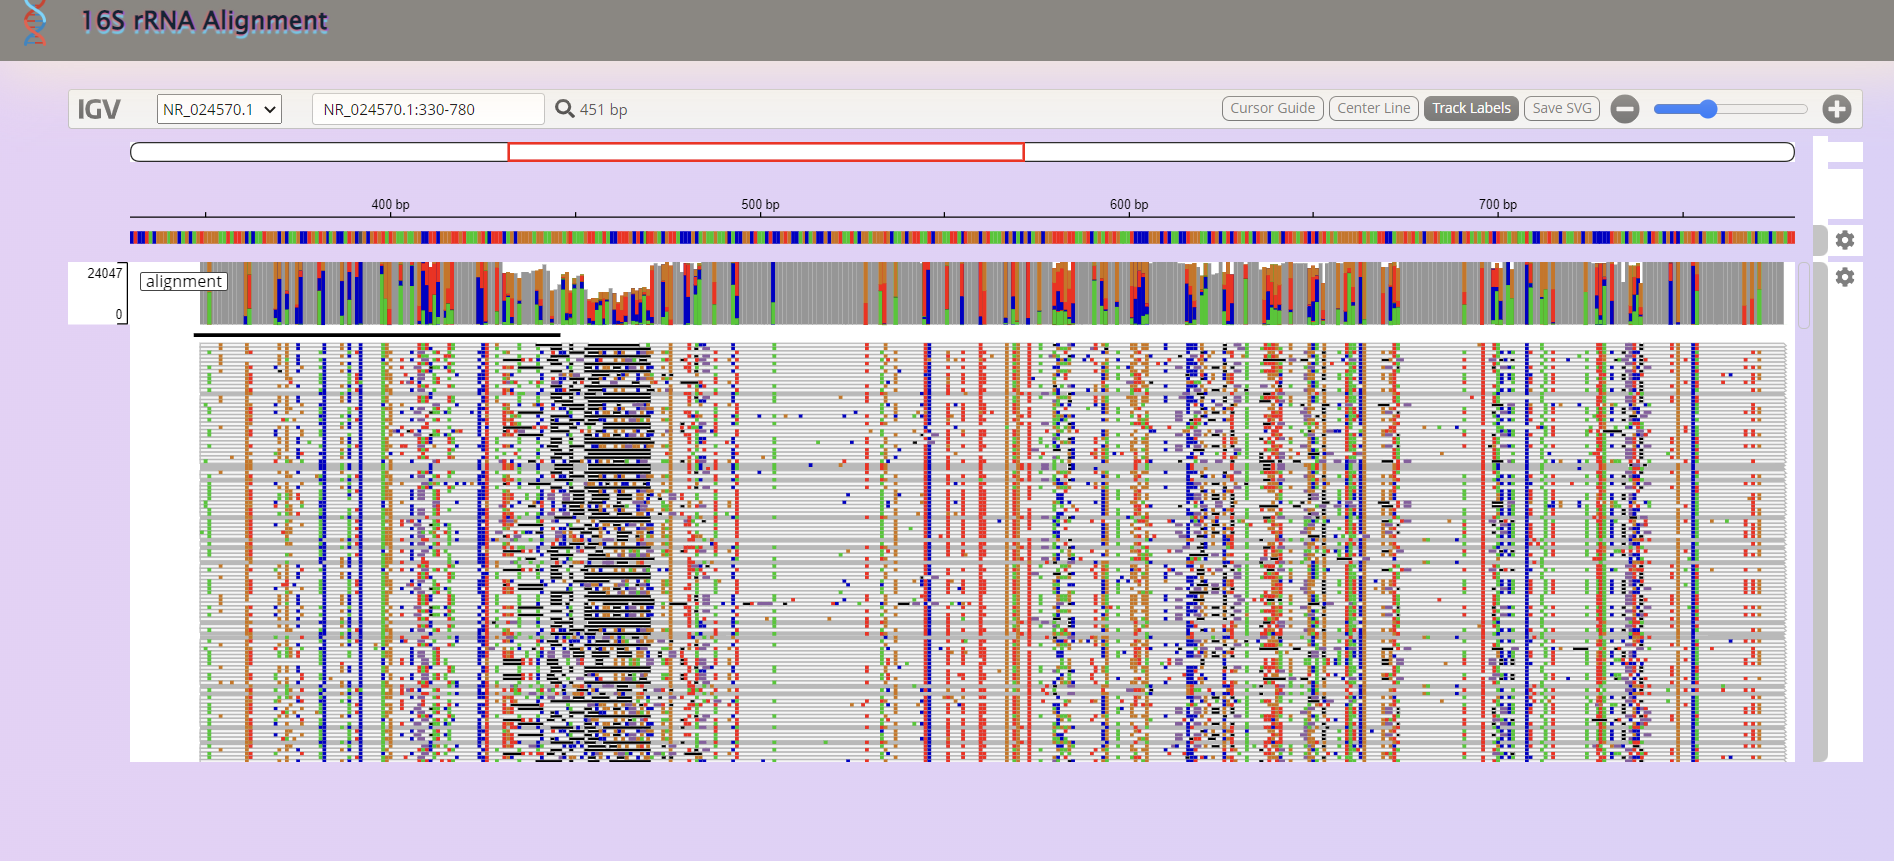 16S rRNA Alignment
IGV NR_024570.1 NR_024570.1:330-780 451 bp Cursor Guide Center Line Track Labels Save SVG
400 bp 500 bp 600 bp 700 bp
24047
alignment
0